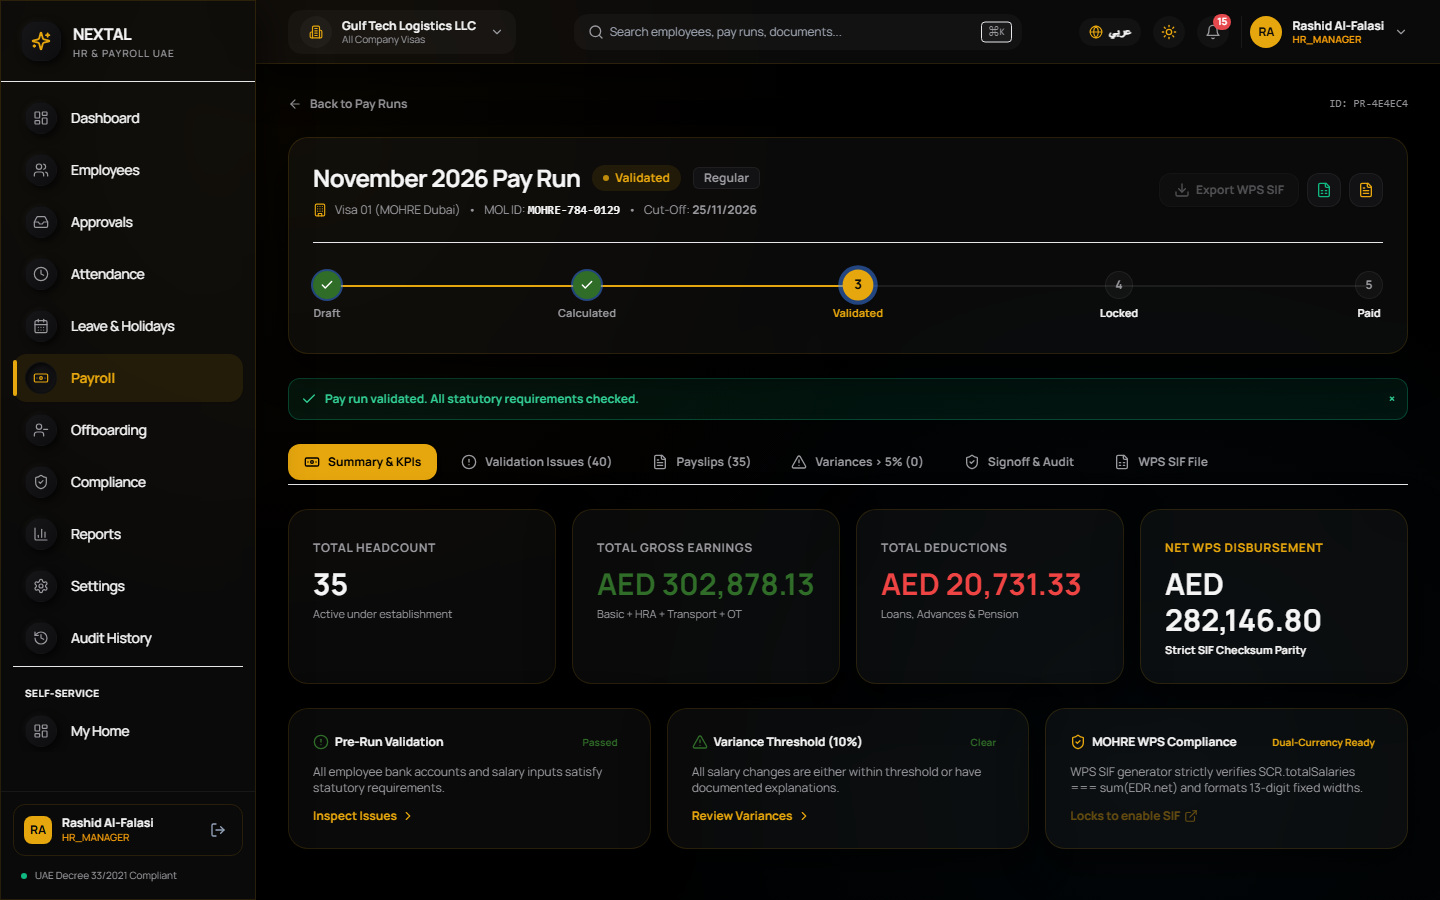 NEXTAL
HR & PAYROLL UAE
Dashboard
Employees
Approvals
Attendance
Leave & Holidays
Payroll
Offboarding
Compliance
Reports
Settings
Audit History
SELF-SERVICE
My Home
RA
Rashid Al-Falasi
HR_MANAGER
UAE Decree 33/2021 Compliant
Gulf Tech Logistics LLC
All Company Visas
Search employees, pay runs, documents...
⌘K
عربي
15
RA
Rashid Al-Falasi
HR_MANAGER
Back to Pay Runs
ID: PR-4E4EC4
November 2026 Pay Run
Validated
Regular
Visa 01 (MOHRE Dubai) • MOL ID: MOHRE-784-0129 • Cut-Off: 25/11/2026
Export WPS SIF
3
4
5
Draft
Calculated
Validated
Locked
Paid
Pay run validated. All statutory requirements checked.
×
Summary & KPIs
Validation Issues (40)
Payslips (35)
Variances > 5% (0)
Signoff & Audit
WPS SIF File
TOTAL HEADCOUNT
35
Active under establishment
TOTAL GROSS EARNINGS
AED 302,878.13
Basic + HRA + Transport + OT
TOTAL DEDUCTIONS
AED 20,731.33
Loans, Advances & Pension
NET WPS DISBURSEMENT
AED
282,146.80
Strict SIF Checksum Parity
Pre-Run Validation
Passed
All employee bank accounts and salary inputs satisfy
statutory requirements.
Inspect Issues
Variance Threshold (10%)
Clear
All salary changes are either within threshold or have
documented explanations.
Review Variances
MOHRE WPS Compliance
Dual-Currency Ready
WPS SIF generator strictly verifies SCR.totalSalaries
=== sum(EDR.net) and formats 13-digit fixed widths.
Locks to enable SIF